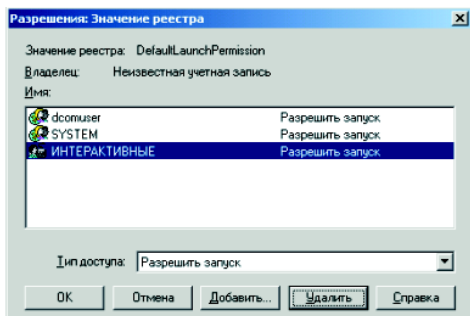 Разрешения: Значение реестра
Значение реестра: DefaultLaunchPermission
Владелец: Неизвестная учетная запись
Имя:
dcomuser Разрешить запуск
SYSTEM Разрешить запуск
ИНТЕРАКТИВНЫЕ Разрешить запуск
Тип доступа: Разрешить запуск
OK Отмена Добавить... Удалить Справка